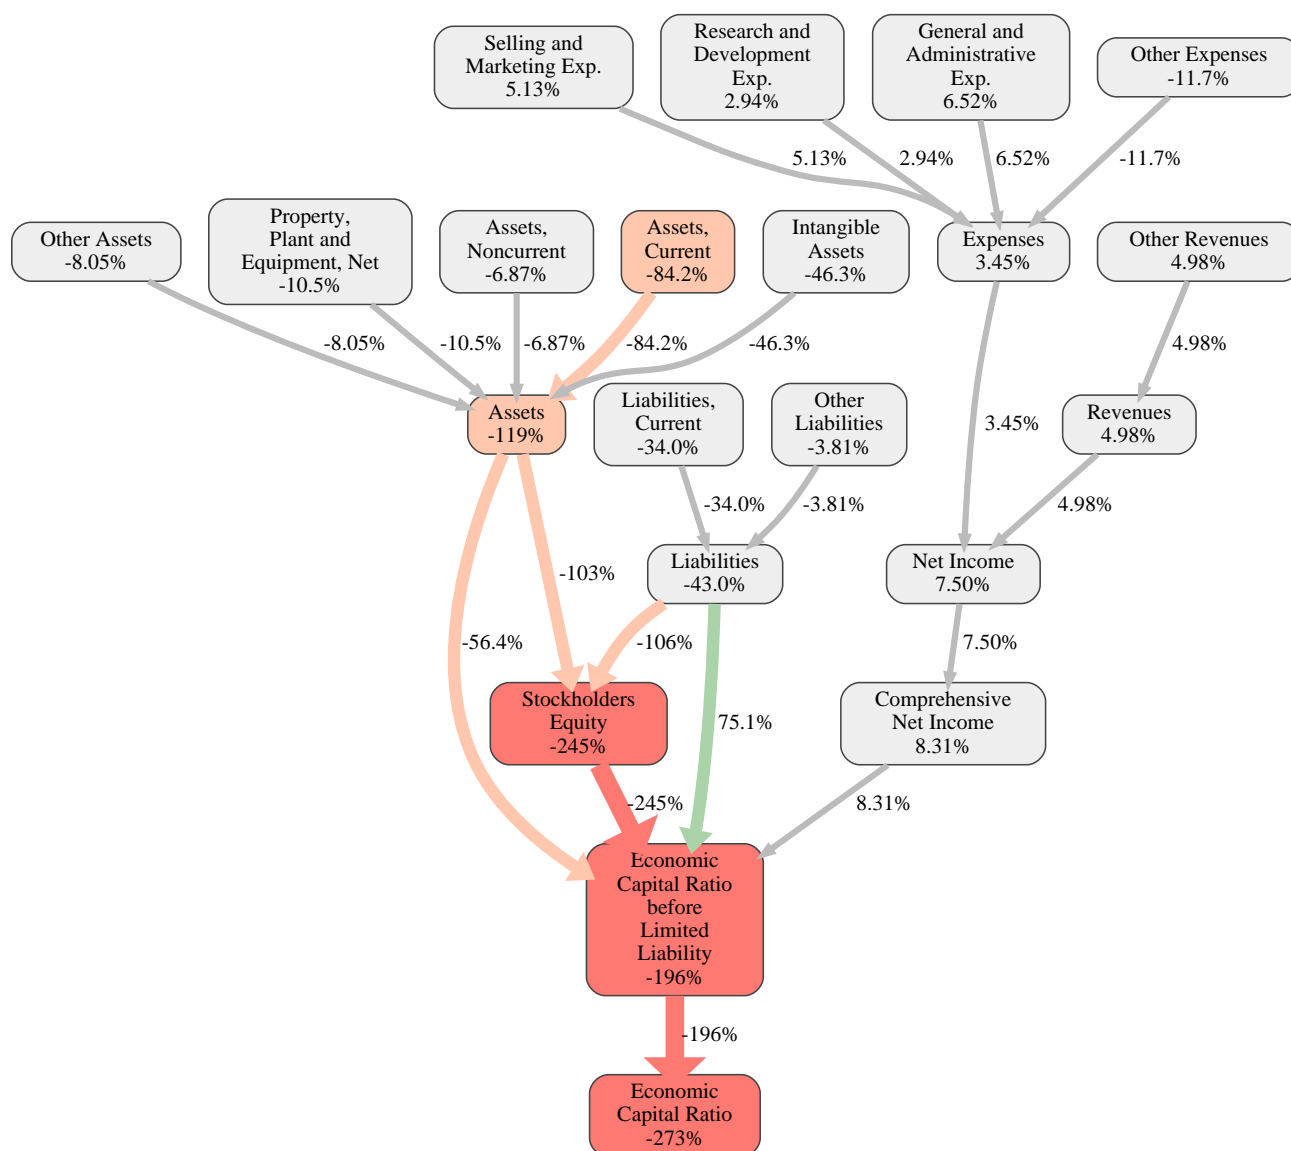 Selling and
Marketing Exp.
5.13%
Research and
Development
Exp.
2.94%
General and
Administrative
Exp.
6.52%
Other Expenses
-11.7%
5.13%
2.94%
6.52%
-11.7%
Other Assets
-8.05%
Property,
Plant and
Equipment, Net
-10.5%
Assets,
Noncurrent
-6.87%
Assets,
Current
-84.2%
Intangible
Assets
-46.3%
Expenses
3.45%
Other Revenues
4.98%
-8.05%
-10.5%
-6.87%
-84.2%
-46.3%
4.98%
Assets
-119%
Liabilities,
Current
-34.0%
Other
Liabilities
-3.81%
3.45%
Revenues
4.98%
-34.0%
-3.81%
4.98%
-103%
Liabilities
-43.0%
Net Income
7.50%
-56.4%
-106%
7.50%
Stockholders
Equity
-245%
75.1%
Comprehensive
Net Income
8.31%
-245%
8.31%
Economic
Capital Ratio
before
Limited
Liability
-196%
-196%
Economic
Capital Ratio
-273%